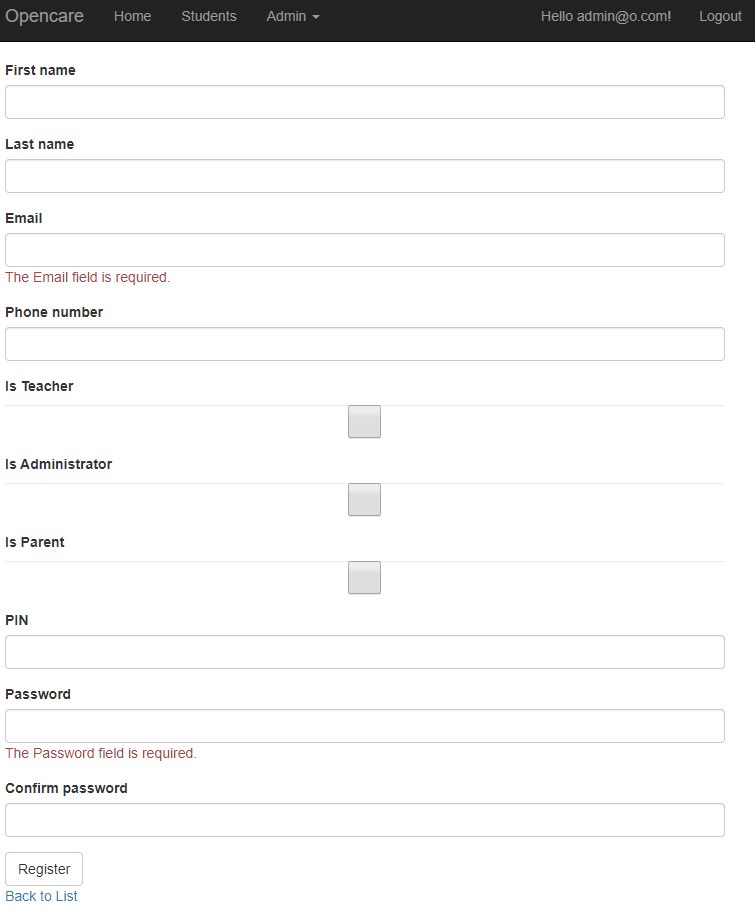 Opencare Home Students Admin Hello admin@o.com! Logout
First name
Last name
Email
The Email field is required.
Phone number
Is Teacher
Is Administrator
Is Parent
PIN
Password
The Password field is required.
Confirm password
Register
Back to List